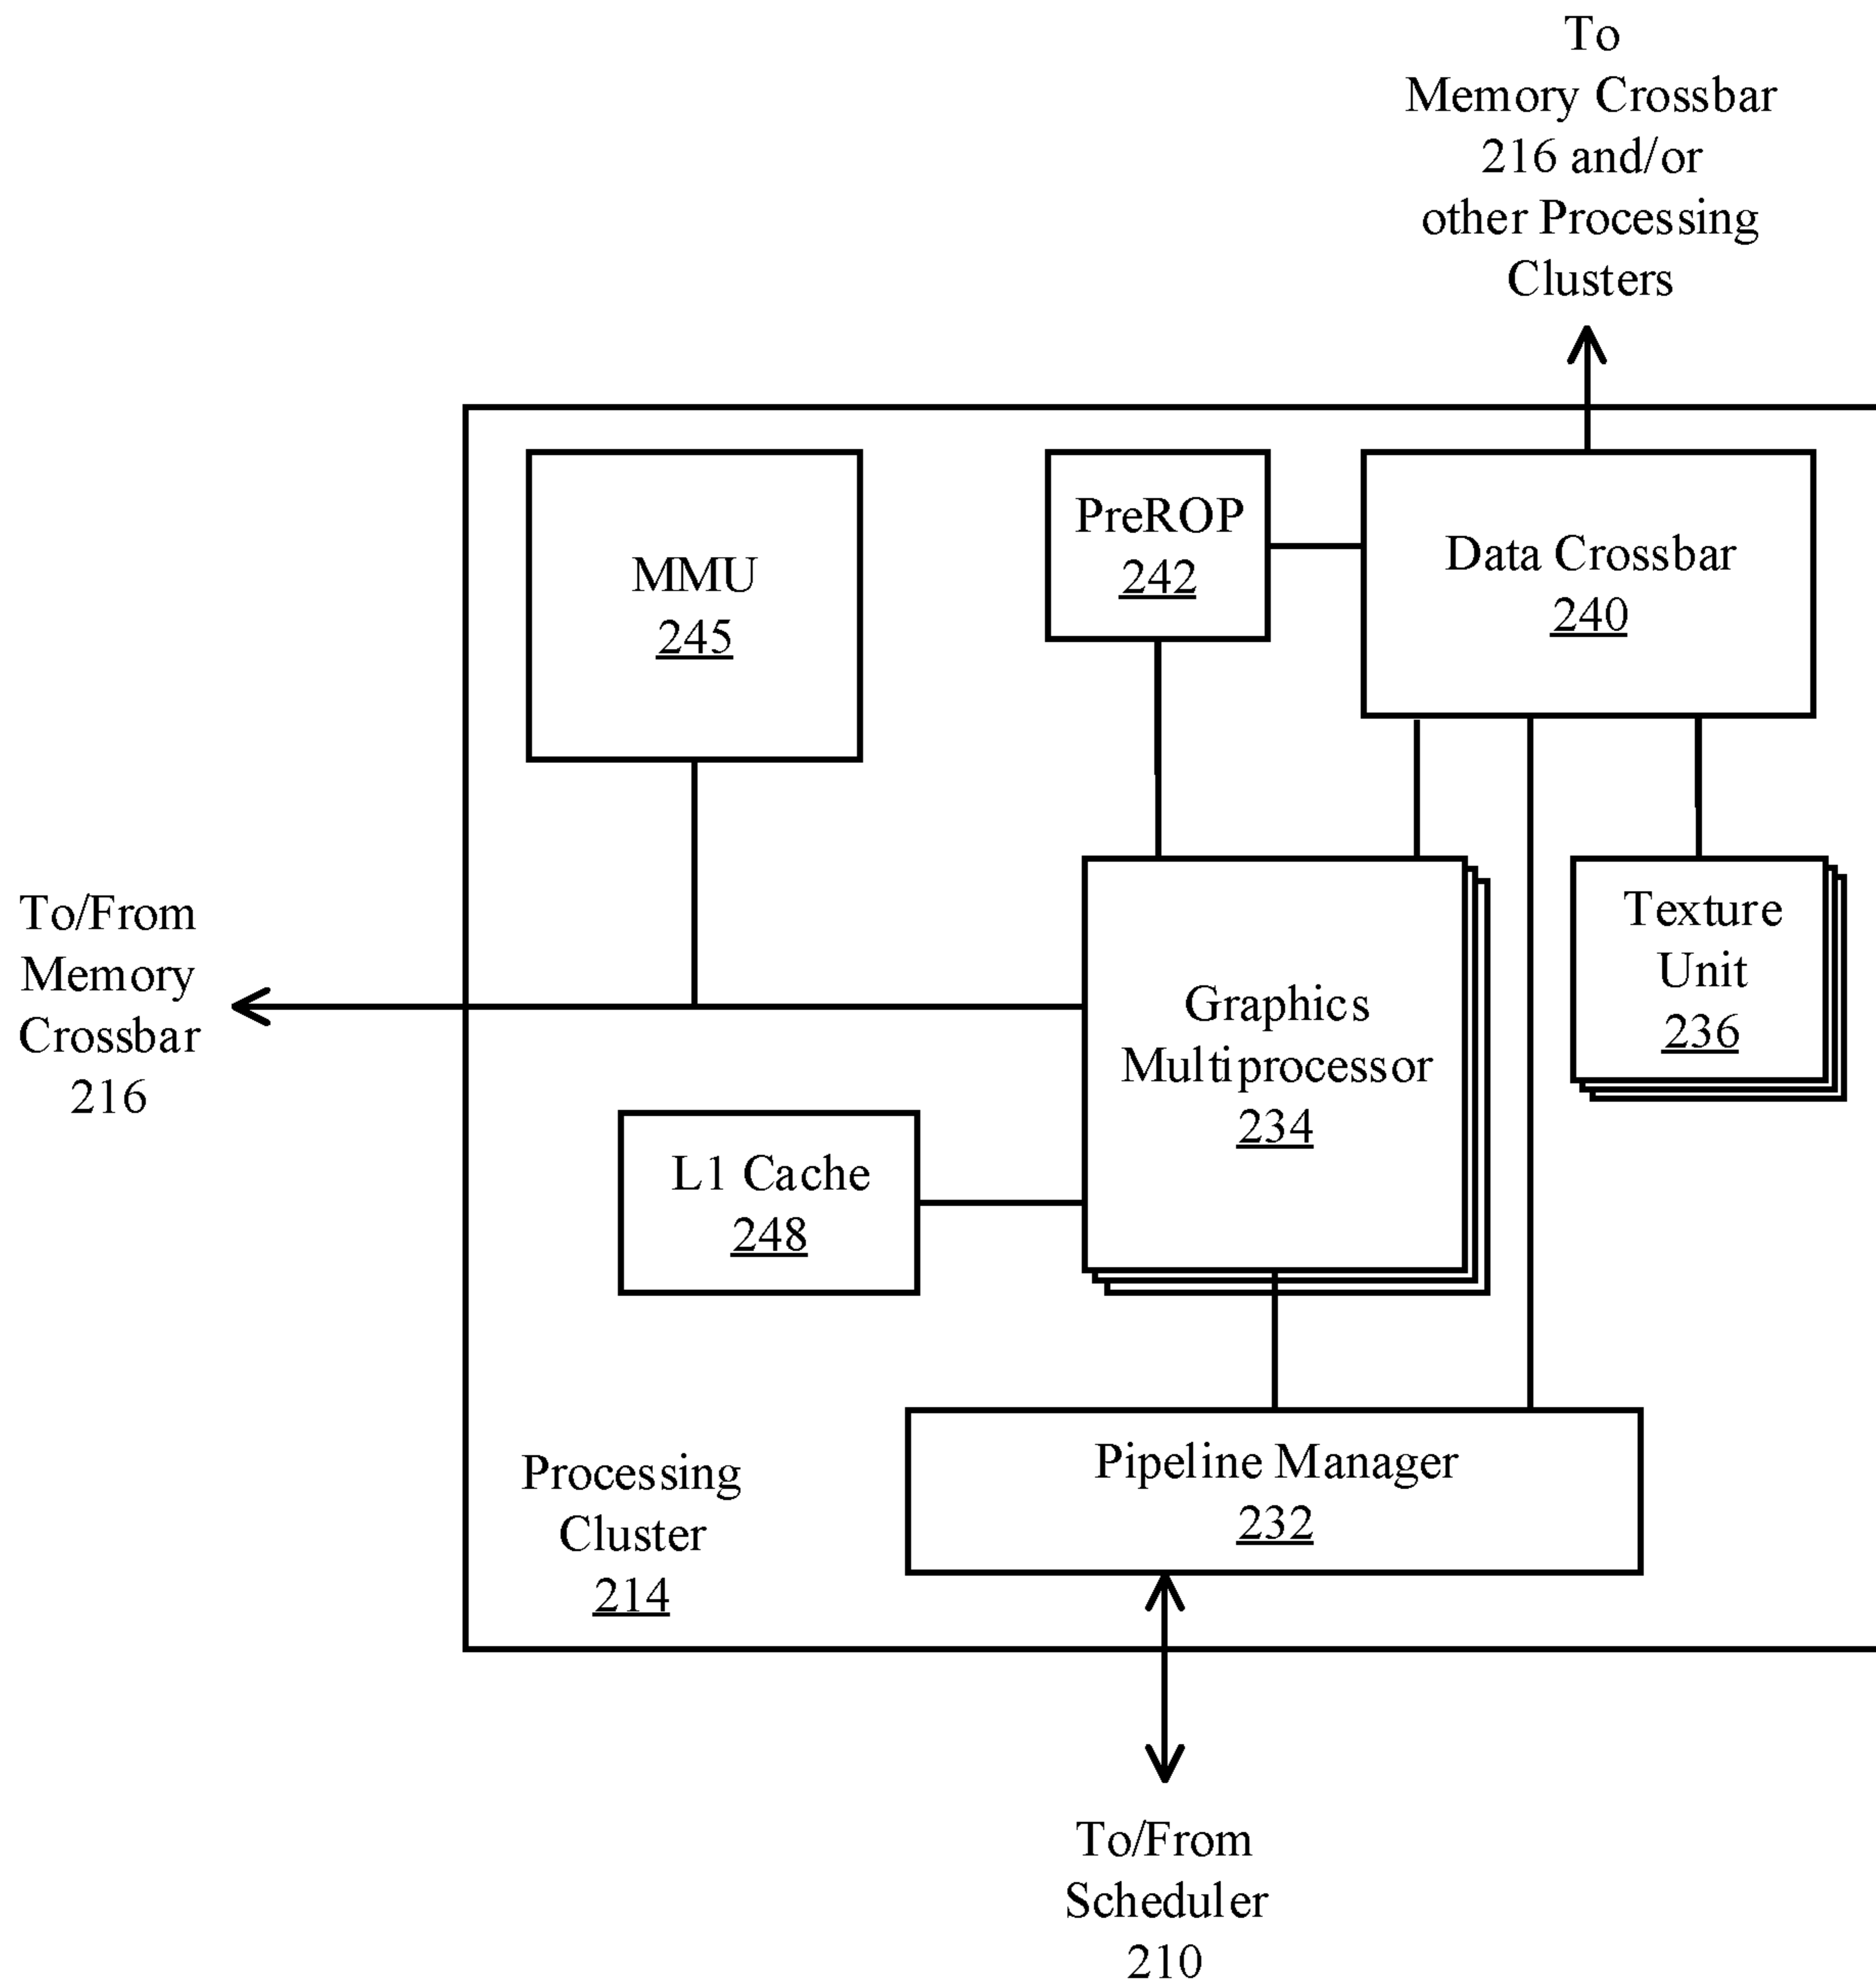 To
Memory Crossbar
216 and/or
other Processing
Clusters
MMU
245
PreROP
242
Data Crossbar
240
To/From
Memory
Crossbar
216
Graphics
Multiprocessor
234
Texture
Unit
236
L1 Cache
248
Pipeline Manager
232
Processing
Cluster
214
To/From
Scheduler
210